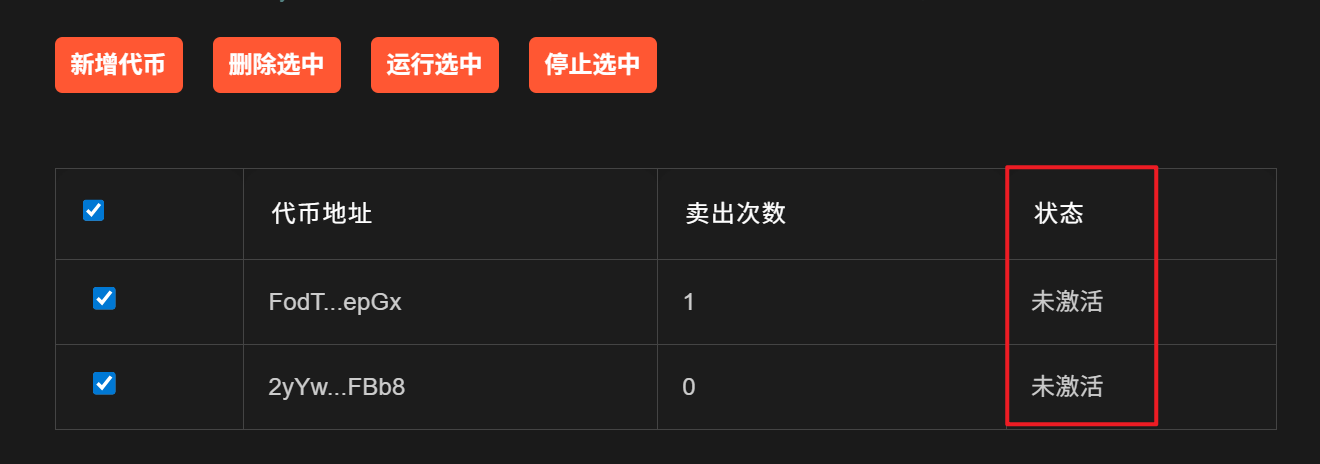 新增代币 删除选中 运行选中 停止选中
代币地址 卖出次数 状态
FodT...epGx 1 未激活
2yYw...FBb8 0 未激活